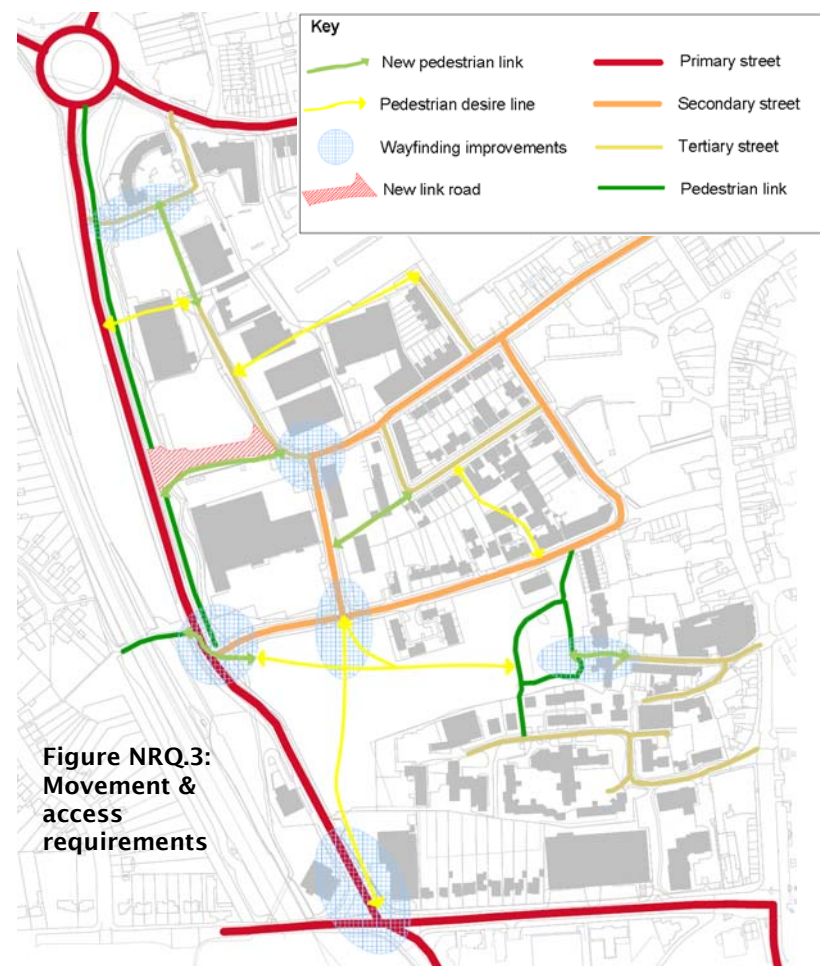 Key
New pedestrian link
Primary street
Pedestrian desire line
Secondary street
Wayfinding improvements
Tertiary street
New link road
Pedestrian link
Figure NRQ.3:
Movement &
access
requirements